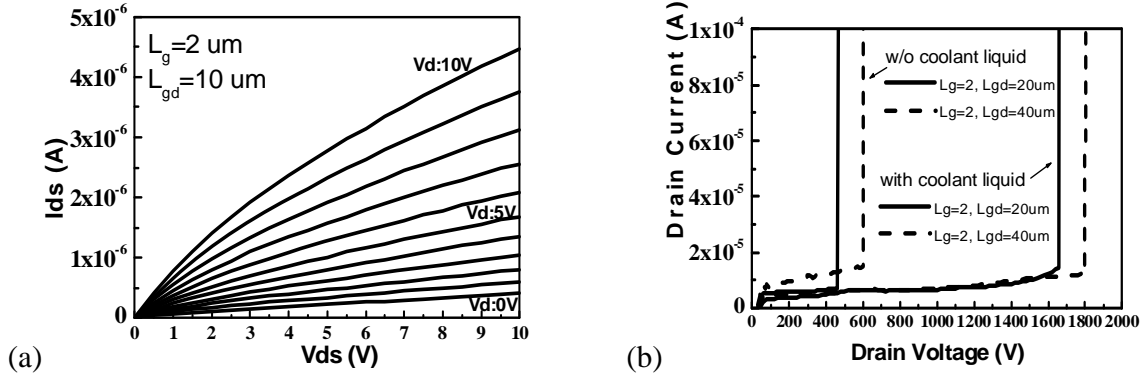 5x10-6
4x10-6
3x10-6
2x10-6
1x10-6
0
Ids (A)
Lg=2 um
Lgd=10 um
Vd:10V
Vd:5V
Vd:0V
0 1 2 3 4 5 6 7 8 9 10
Vds (V)
(a)
1x10-4
8x10-5
6x10-5
4x10-5
2x10-5
0
Drain Current (A)
w/o coolant liquid
Lg=2, Lgd=20um
Lg=2, Lgd=40um
with coolant liquid
Lg=2, Lgd=20um
Lg=2, Lgd=40um
0 200 400 600 800 1000 1200 1400 1600 1800 2000
Drain Voltage (V)
(b)